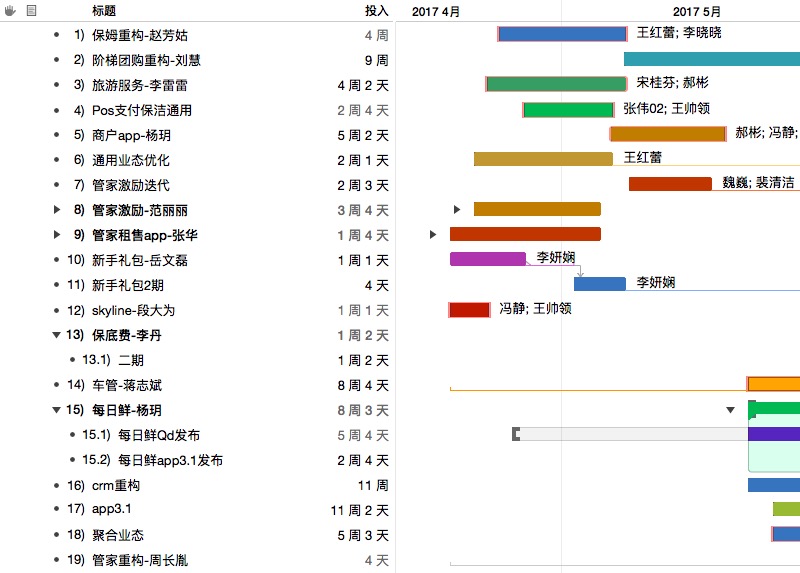 标题 投入 2017 4月 2017 5月
1) 保姆重构-赵芳姑 4 周 王红蕾; 李晓晓
2) 阶梯团购重构-刘慧 9 周
3) 旅游服务-李雷雷 4 周 2 天 宋桂芬; 郝彬
4) Pos支付保洁通用 2 周 4 天 张伟02; 王帅领
5) 商户app-杨玥 5 周 2 天 郝彬; 冯静;
6) 通用业态优化 2 周 1 天 王红蕾
7) 管家激励迭代 2 周 3 天 魏巍; 裴清洁
8) 管家激励-范丽丽 3 周 4 天
9) 管家租售app-张华 1 周 4 天
10) 新手礼包-岳文磊 1 周 1 天 李妍娴
11) 新手礼包2期 4 天 李妍娴
12) skyline-段大为 1 周 1 天 冯静; 王帅领
13) 保底费-李丹 1 周 2 天
13.1) 二期 1 周 2 天
14) 车管-蒋志斌 8 周 4 天
15) 每日鲜-杨玥 8 周 3 天
15.1) 每日鲜Qd发布 5 周 4 天
15.2) 每日鲜app3.1发布 2 周 4 天
16) crm重构 11 周
17) app3.1 11 周 2 天
18) 聚合业态 5 周 3 天
19) 管家重构-周长胤 4 天